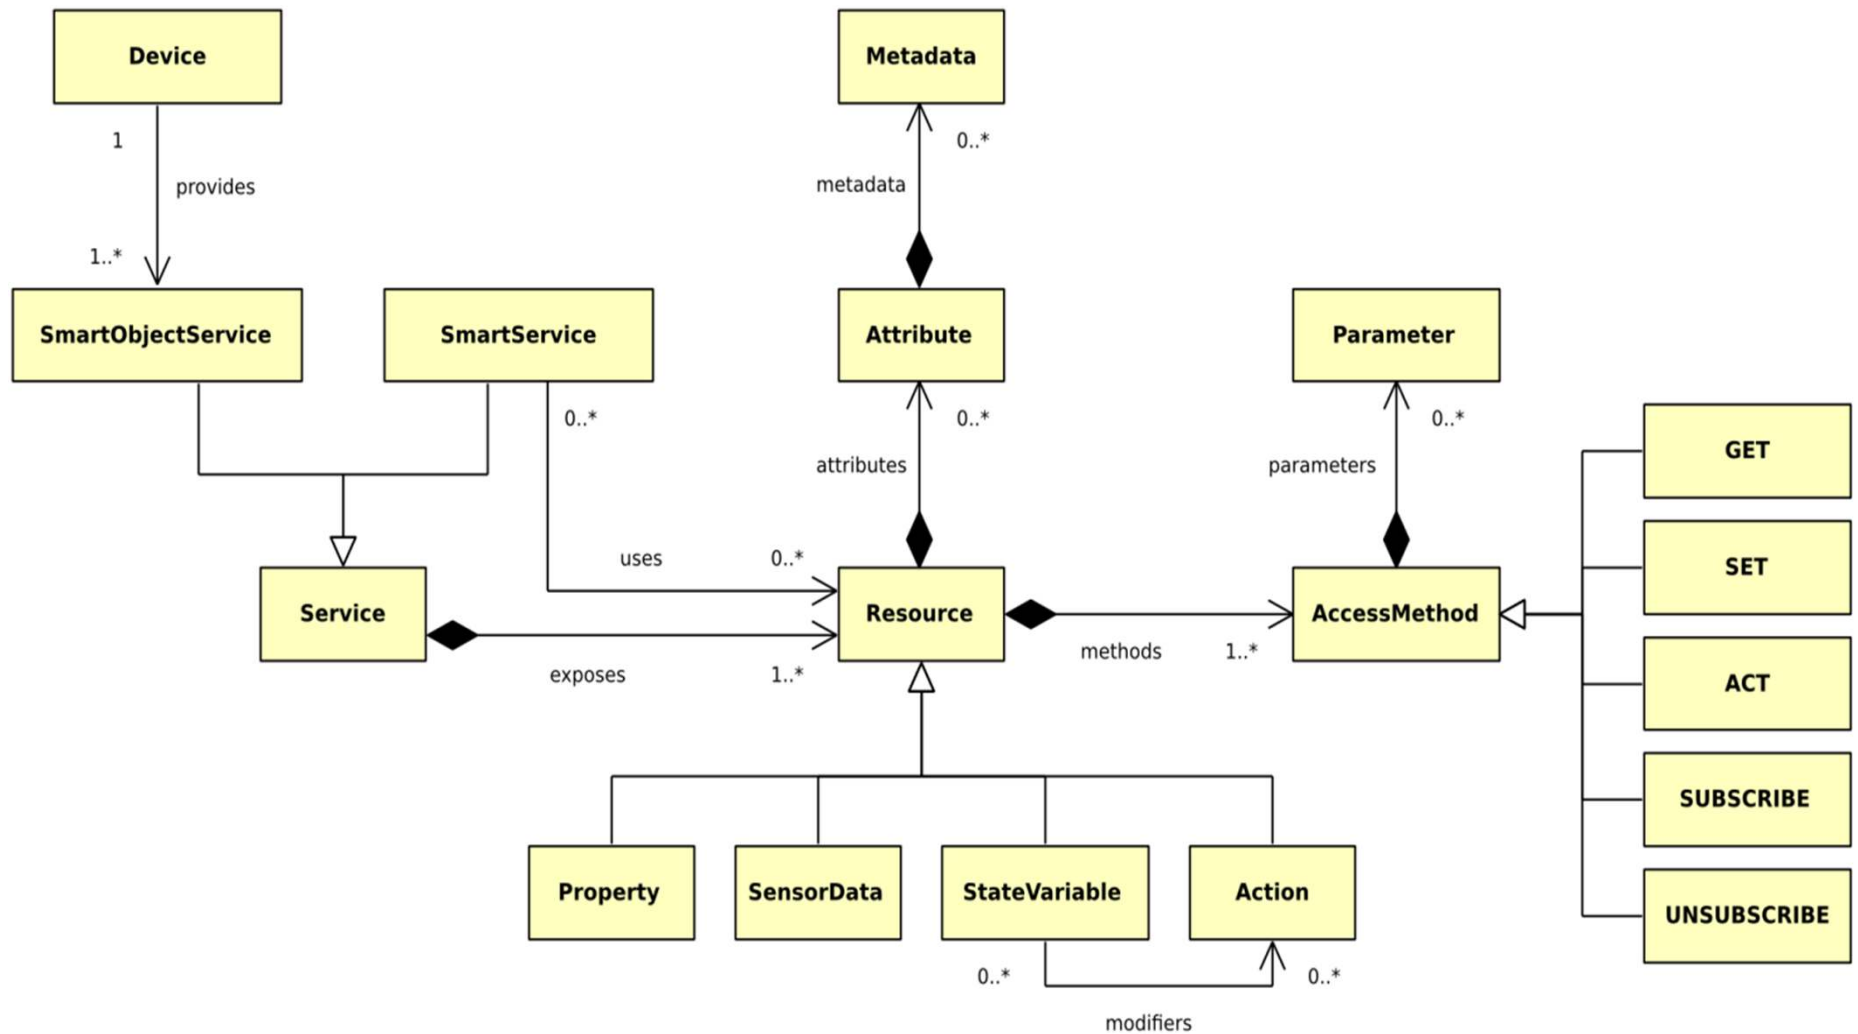 Device
Metadata
1
0..*
provides
metadata
1..*
SmartObjectService
SmartService
Attribute
Parameter
0..*
0..*
0..*
GET
attributes
parameters
uses
0..*
SET
Service
Resource
AccessMethod
methods
1..*
exposes
1..*
ACT
SUBSCRIBE
Property
SensorData
StateVariable
Action
UNSUBSCRIBE
0..*
0..*
modifiers